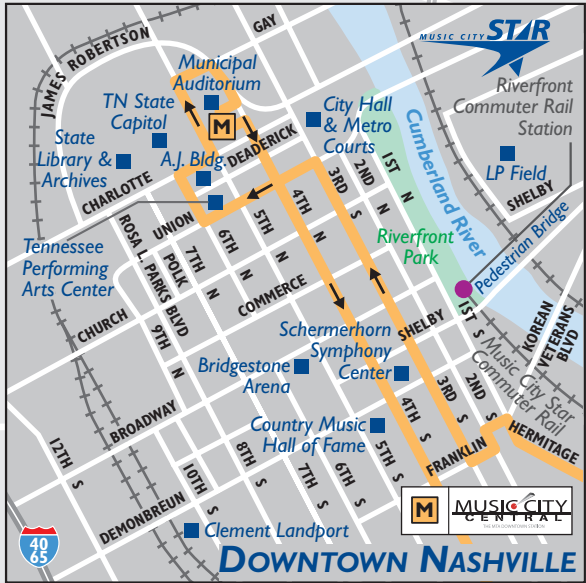 MUSIC CITY STAR
GAY
JAMES ROBERTSON
Municipal
Auditorium
Riverfront
Commuter Rail
Station
TN State
Capitol
City Hall
& Metro
Courts
M
State
Library &
Archives
A.J. Bldg.
DEADERICK
1ST N
Cumberland River
LP Field
CHARLOTTE
2ND N
3RD N
4TH N
SHELBY
UNION
5TH N
6TH N
7TH N
POLK
ROSA L. PARKS BLVD
Riverfront
Park
Pedestrian Bridge
Tennessee
Performing
Arts Center
COMMERCE
CHURCH
9TH N
Schermerhorn
Symphony
Center
SHELBY
1ST S
KOREAN
VETERANS
BLVD
Music City Star
Commuter Rail
Bridgestone
Arena
BROADWAY
2ND S
3RD S
4TH S
Country Music
Hall of Fame
HERMITAGE
12TH S
8TH S
7TH S
6TH S
5TH S
FRANKLIN
10TH S
DEMONBREUN
M
MUSIC CITY
CENTRAL
THE MTA DOWNTOWN STATION
Clement Landport
40
65
DOWNTOWN NASHVILLE